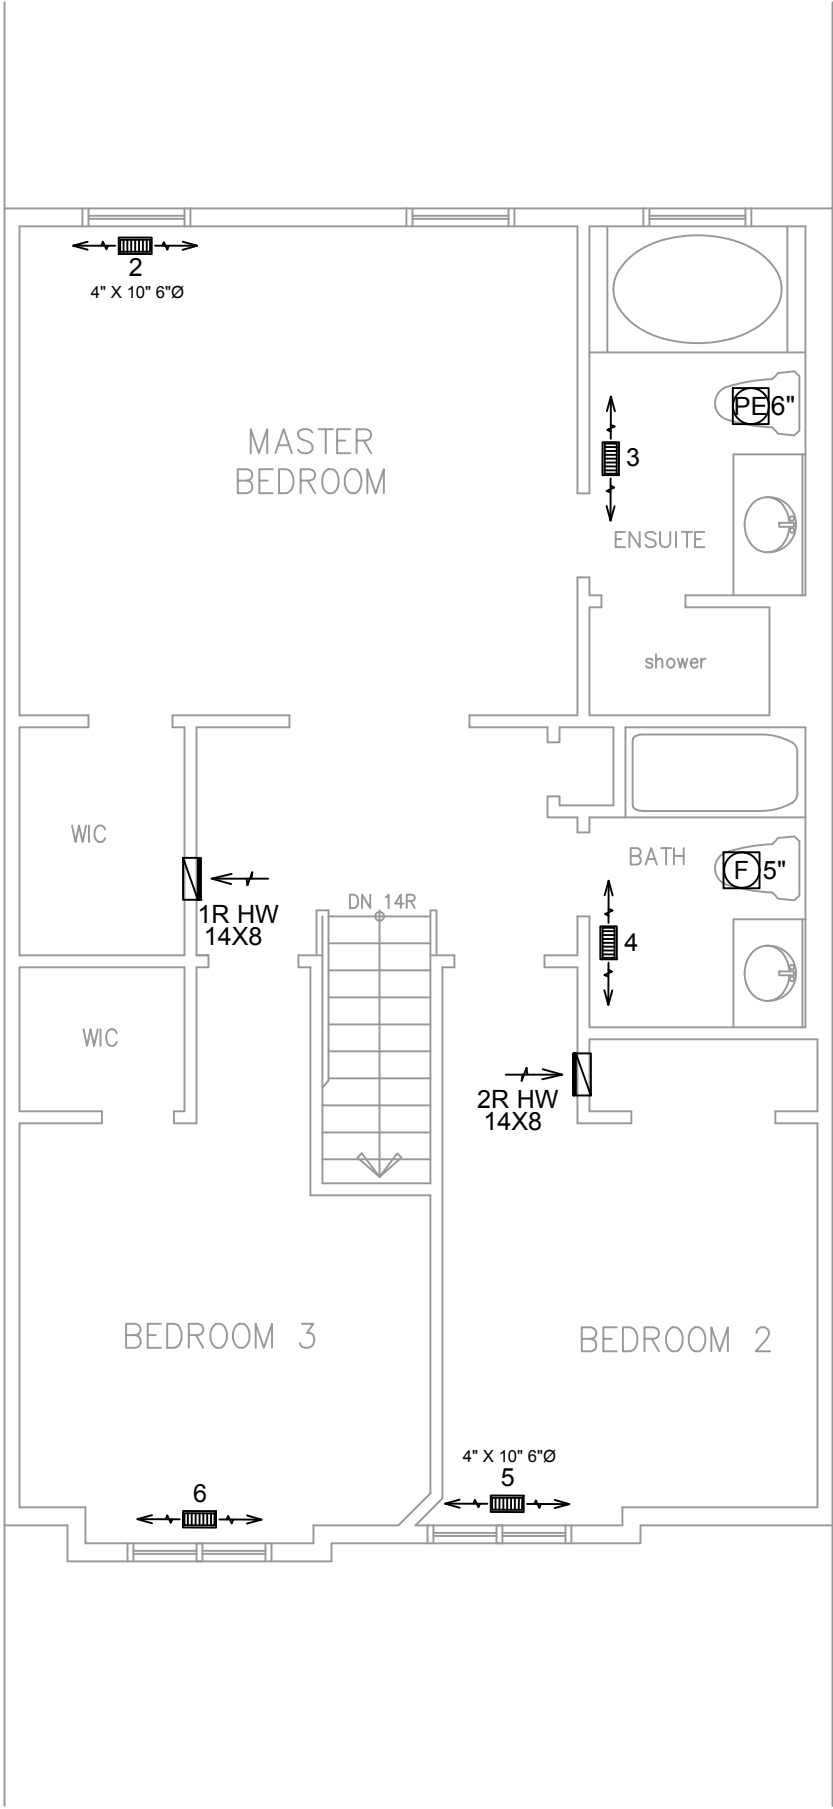 2
4" X 10" 6"Ø
MASTER
BEDROOM
PE 6"
3
ENSUITE
shower
WIC
BATH
F 5"
1R HW
14X8
DN 14R
4
WIC
2R HW
14X8
BEDROOM 3
BEDROOM 2
4" X 10" 6"Ø
5
6